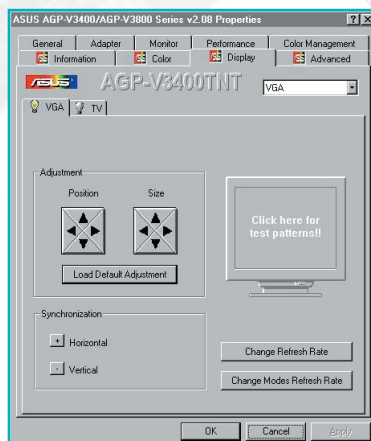 ASUS AGP-V3400/AGP-V3800 Series v2.08 Properties
General Adapter Monitor Performance Color Management
Information Color Display Advanced
ASUS AGP-V3400TNT VGA
VGA TV
Adjustment
Position Size
Click here for
test patterns!!
Load Default Adjustment
Synchronization
+ Horizontal
- Vertical
Change Refresh Rate
Change Modes Refresh Rate
OK Cancel Apply